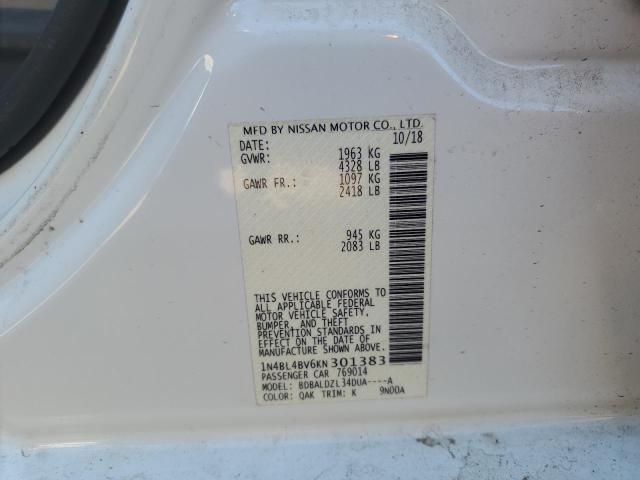 MFD BY NISSAN MOTOR CO., LTD.
DATE: 10/18
GVWR: 1963 KG
4328 LB
GAWR FR.: 1097 KG
2418 LB
GAWR RR.: 945 KG
2083 LB
THIS VEHICLE CONFORMS TO
ALL APPLICABLE FEDERAL
MOTOR VEHICLE SAFETY,
BUMPER, AND THEFT
PREVENTION STANDARDS IN
EFFECT ON THE DATE OF
MANUFACTURE SHOWN ABOVE.
1N4BL4BV6KN301383
PASSENGER CAR 769014
MODEL: BDBALDZL34DUA----A
COLOR: QAK TRIM: K 9N00A